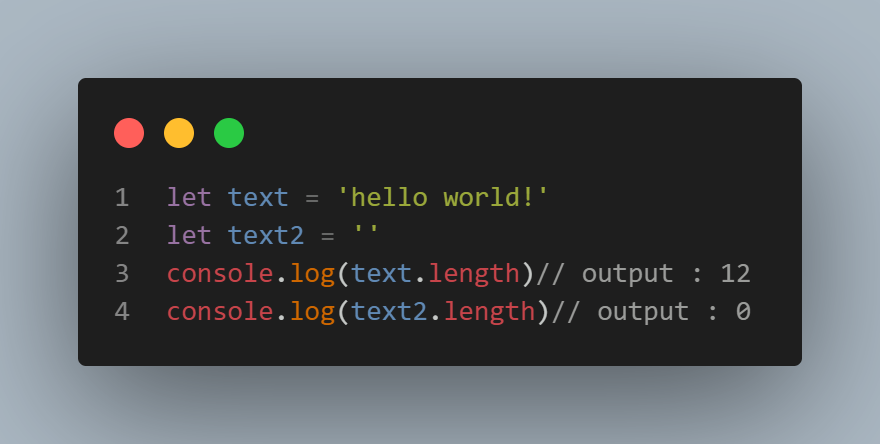 1 let text = 'hello world!'
2 let text2 = ''
3 console.log(text.length)// output : 12
4 console.log(text2.length)// output : 0